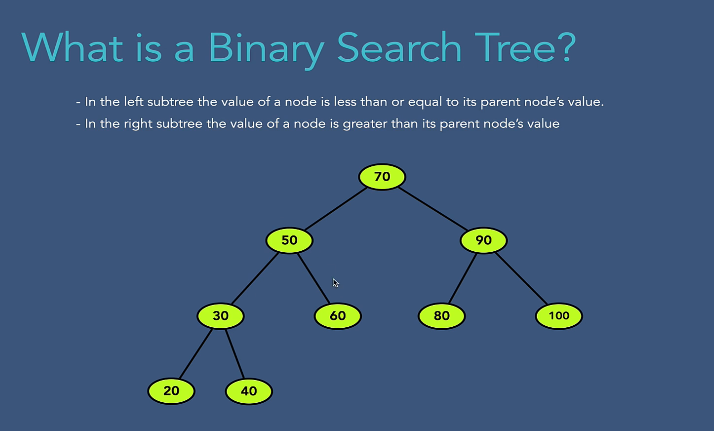 What is a Binary Search Tree?
- In the left subtree the value of a node is less than or equal to its parent node’s value.
- In the right subtree the value of a node is greater than its parent node’s value
70
50 90
30 60 80 100
20 40